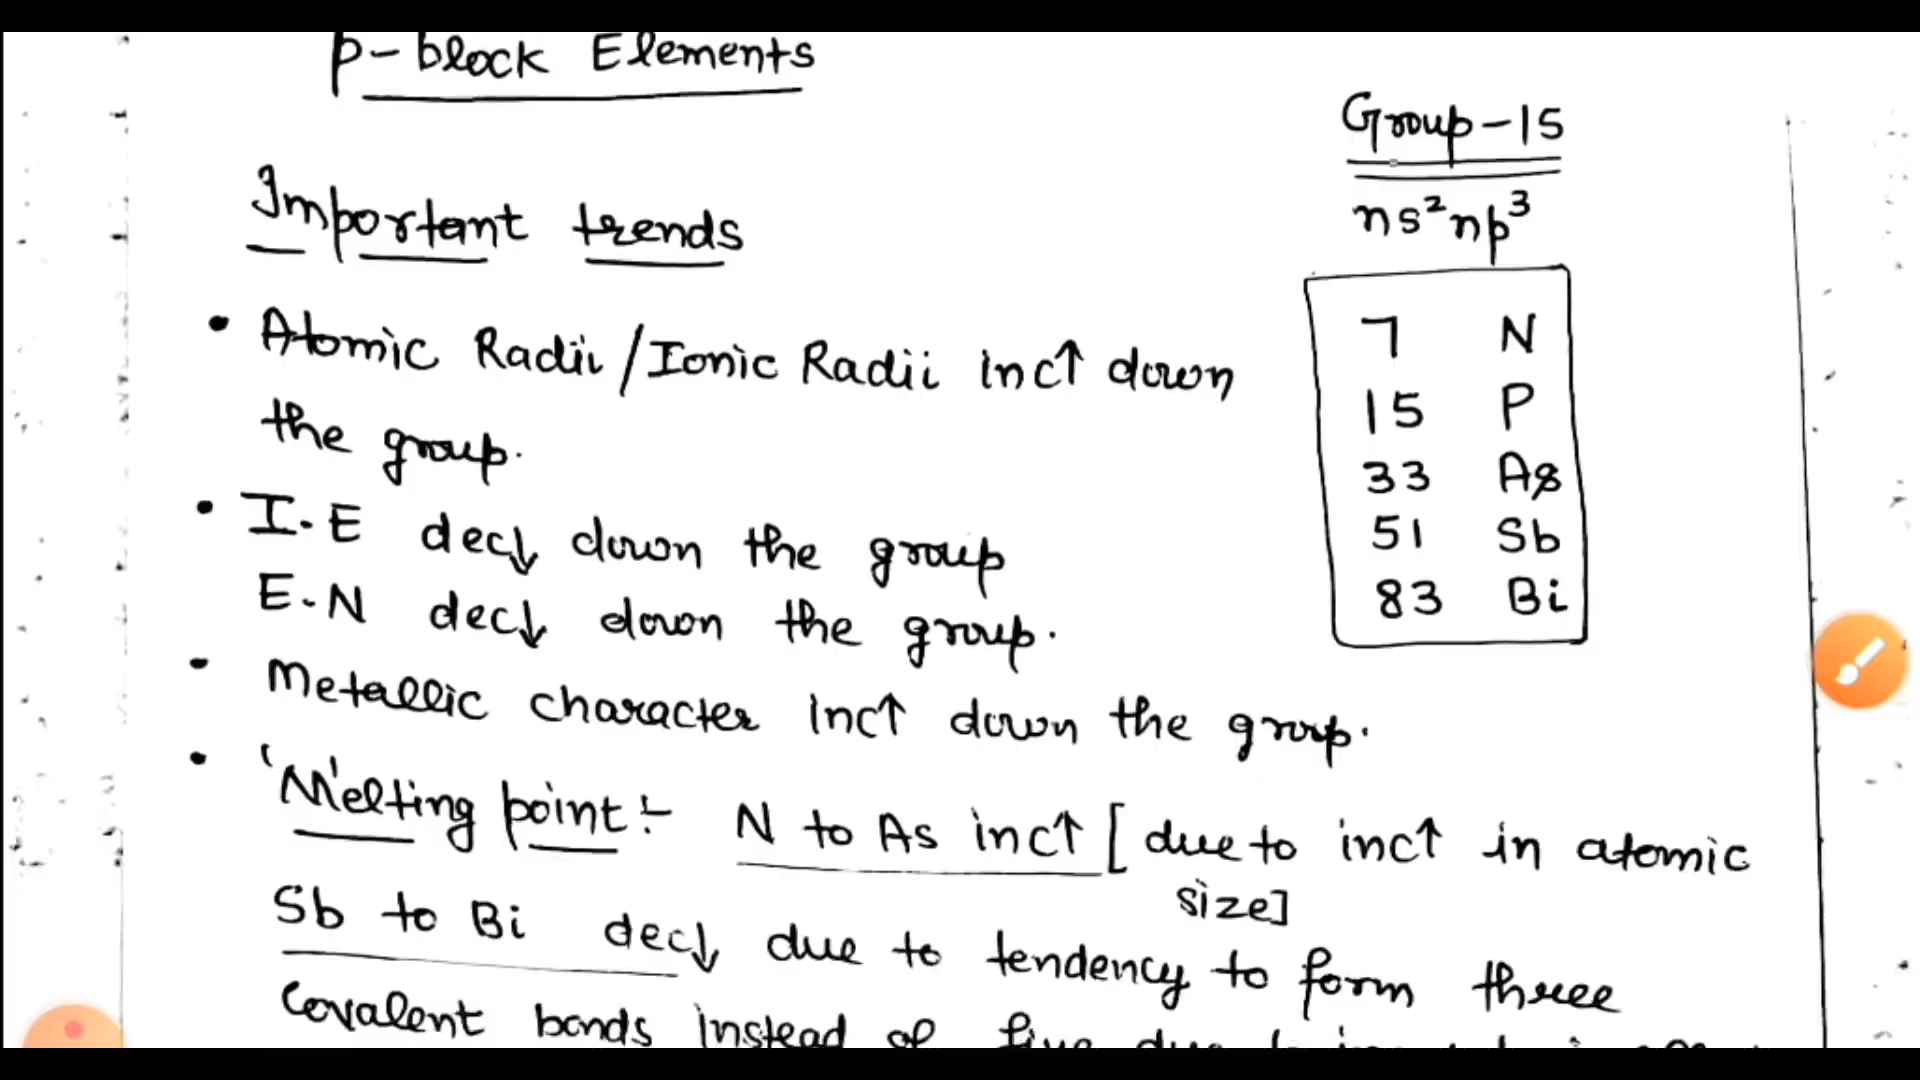 p-block Elements
Group-15
ns²np³
Important trends
7 N
15 P
33 As
51 Sb
83 Bi
• Atomic Radii/Ionic Radii inc↑ down
the group.
• I.E dec↓ down the group
E.N dec↓ down the group.
• Metallic character inc↑ down the group.
• Melting point:- N to As inc↑ [due to inc↑ in atomic
size]
Sb to Bi dec↓ due to tendency to form three
covalent bonds instead of five due